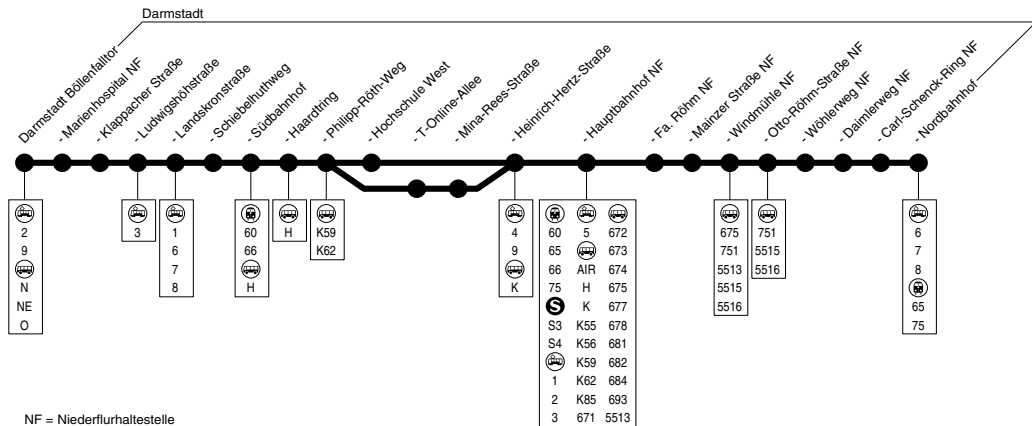 Darmstadt
Darmstadt Böllenfalltor
- Marienhospital NF
- Klappacher Straße
- Ludwigshöhstraße
- Landskronstraße
- Schiebelhuthweg
- Südbahnhof
- Haardtring
- Philipp-Röth-Weg
- Hochschule West
- T-Online-Allee
- Mina-Rees-Straße
- Heinrich-Hertz-Straße
- Hauptbahnhof NF
- Fa. Röhm NF
- Mainzer Straße NF
- Windmühle NF
- Otto-Röhm-Straße NF
- Wöhlerweg NF
- Daimlerweg NF
- Carl-Schenck-Ring NF
- Nordbahnhof
2
9
N
NE
O
3
1
6
7
8
60
66
H
H
K59
K62
4
9
K
60
65
66
75
S
S3
S4
1
2
3
5
AIR
H
K
K55
K56
K59
K62
K85
671
672
673
674
675
677
678
681
682
684
693
5513
675
751
5513
5515
5516
751
5515
5516
6
7
8
65
75
NF = Niederflurhaltestelle